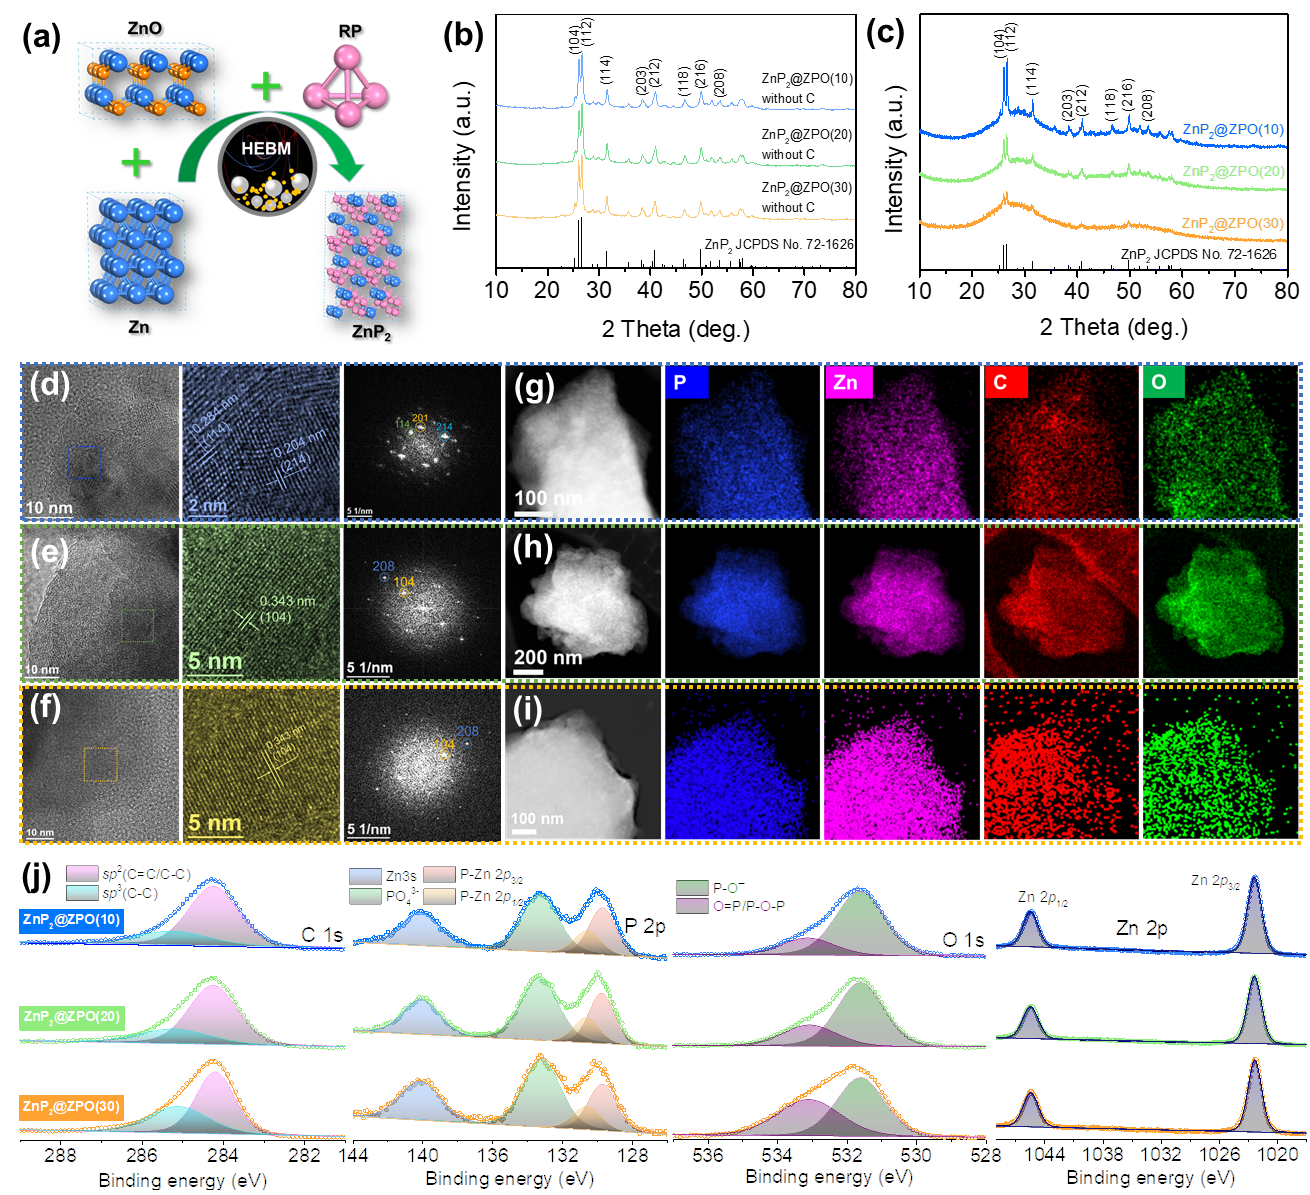 (a)
ZnO
RP
HEBM
Zn
ZnP2
(b)
Intensity (a.u.)
(104)
(112)
(114)
(203)
(212)
(118)
(216)
(208)
ZnP2@ZPO(10)
without C
ZnP2@ZPO(20)
without C
ZnP2@ZPO(30)
without C
ZnP2 JCPDS No. 72-1626
10 20 30 40 50 60 70 80
2 Theta (deg.)
(c)
Intensity (a.u.)
(104)
(112)
(114)
(203)
(212)
(118)
(216)
(208)
ZnP2@ZPO(10)
ZnP2@ZPO(20)
ZnP2@ZPO(30)
ZnP2 JCPDS No. 72-1626
10 20 30 40 50 60 70 80
2 Theta (deg.)
(d)
10 nm
0.284 nm
(114)
0.204 nm
(214)
2 nm
114
201
214
5 1/nm
(g)
100 nm
P
Zn
C
O
(e)
10 nm
0.343 nm
(104)
5 nm
208
104
5 1/nm
(h)
200 nm
(f)
10 nm
0.343 nm
(104)
5 nm
208
104
5 1/nm
(i)
100 nm
(j)
sp2(C=C/C-C)
sp3(C-C)
ZnP2@ZPO(10)
C 1s
ZnP2@ZPO(20)
ZnP2@ZPO(30)
288 286 284 282
Binding energy (eV)
Zn3s
PO43-
P-Zn 2p3/2
P-Zn 2p1/2
P 2p
144 140 136 132 128
Binding energy (eV)
P-O−
O=P/P-O-P
O 1s
536 534 532 530 528
Binding energy (eV)
Zn 2p1/2
Zn 2p3/2
Zn 2p
1044 1038 1032 1026 1020
Binding energy (eV)